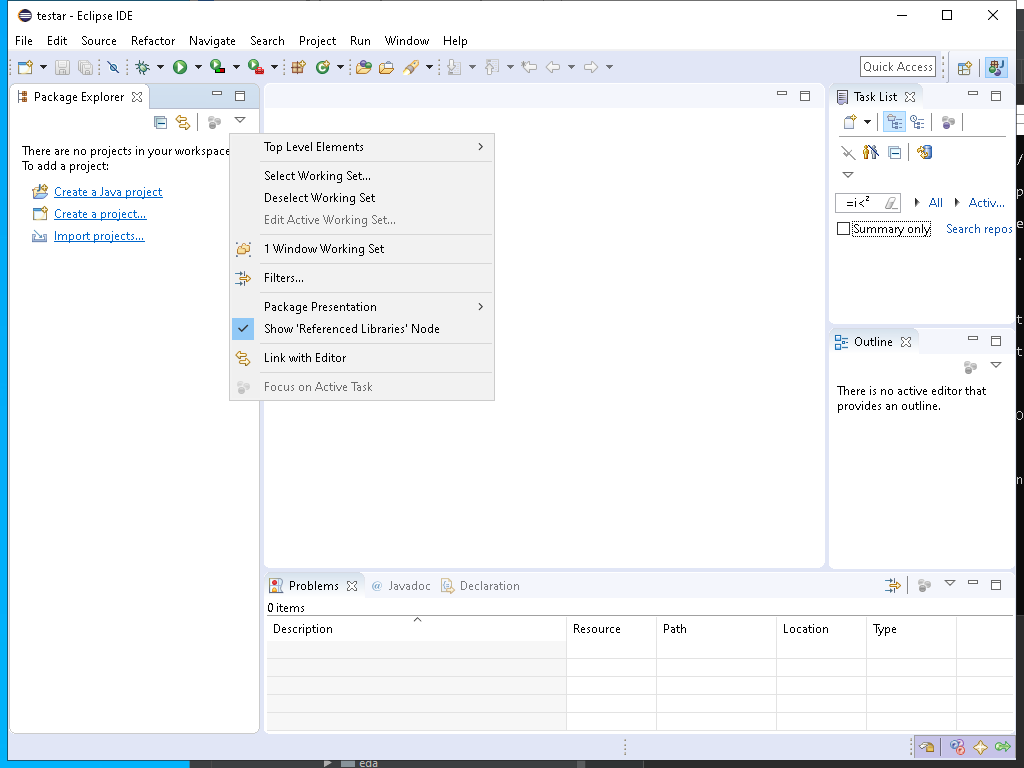 testar - Eclipse IDE
File Edit Source Refactor Navigate Search Project Run Window Help
Quick Access
Package Explorer
Task List
There are no projects in your workspace
To add a project:
Create a Java project
Create a project...
Import projects...
Top Level Elements
Select Working Set...
Deselect Working Set
Edit Active Working Set...
1 Window Working Set
Filters...
Package Presentation
Show 'Referenced Libraries' Node
Link with Editor
Focus on Active Task
All Activ...
Summary only Search repos
Outline
There is no active editor that
provides an outline.
Problems @ Javadoc Declaration
0 items
Description Resource Path Location Type
eda